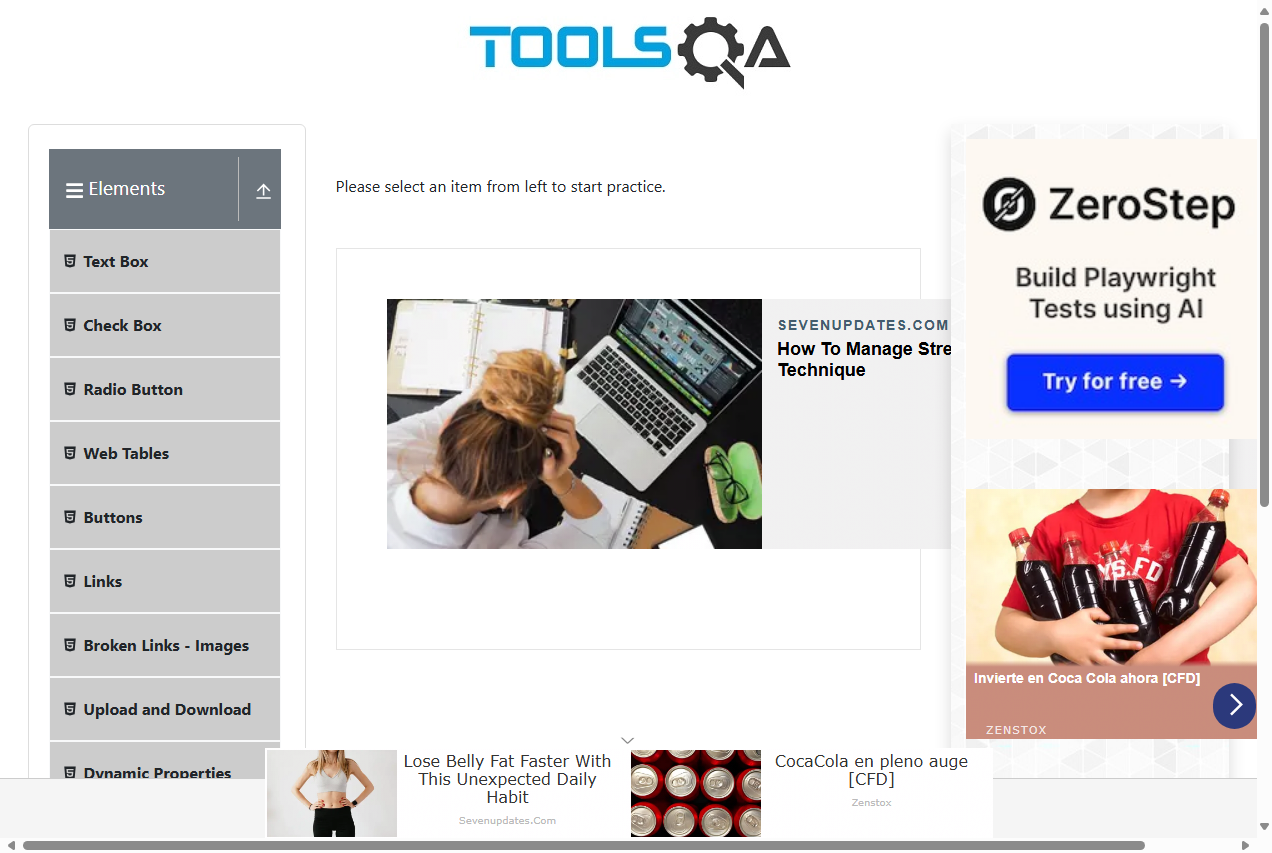 TOOLSQA
Elements
Please select an item from left to start practice.
Text Box
Check Box
Radio Button
Web Tables
Buttons
Links
Broken Links - Images
Upload and Download
Dynamic Properties
SEVENUPDATES.COM
How To Manage Stre
Technique
ZeroStep
Build Playwright
Tests using AI
Try for free →
YS.FD
Invierte en Coca Cola ahora [CFD]
ZENSTOX
Lose Belly Fat Faster With
This Unexpected Daily
Habit
Sevenupdates.Com
CocaCola en pleno auge
[CFD]
Zenstox